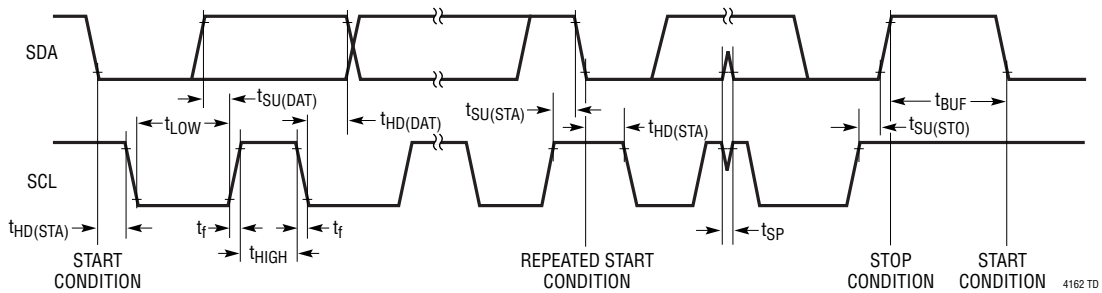 SDA
tSU(DAT)
tLOW
tHD(DAT)
tSU(STA)
tHD(STA)
tBUF
tSU(STO)
SCL
tHD(STA)
tf
tHIGH
tf
tSP
START
CONDITION
REPEATED START
CONDITION
STOP
CONDITION
START
CONDITION
4162 TD